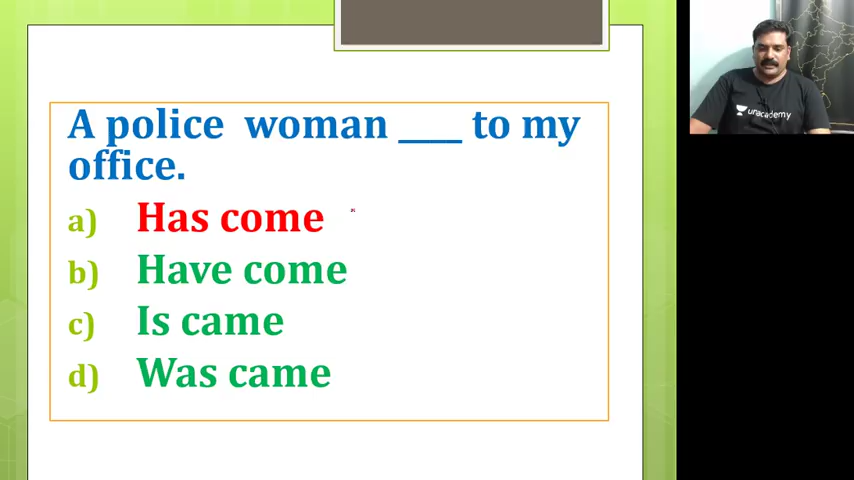 A police woman ____ to my
office.
a) Has come
b) Have come
c) Is came
d) Was came
unacademy